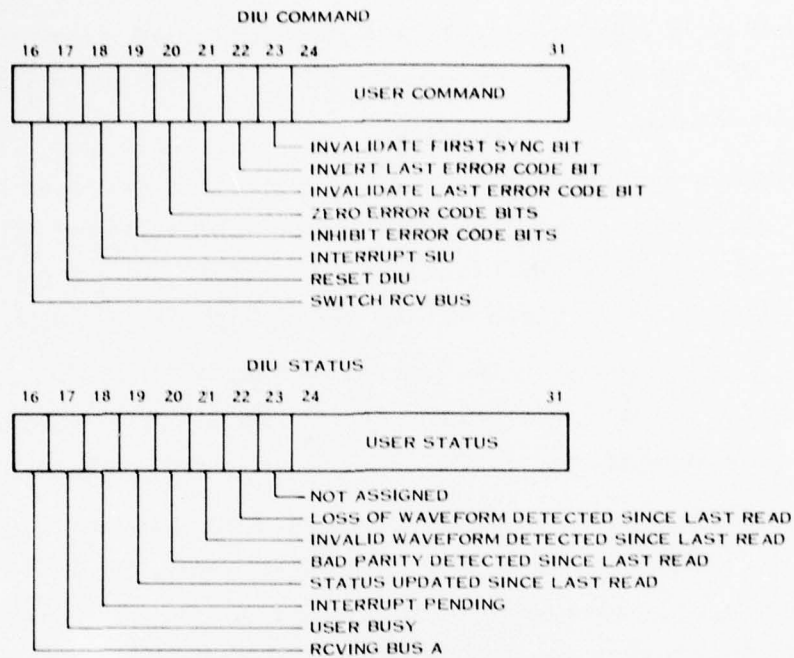 DIU COMMAND
16 17 18 19 20 21 22 23 24 31
USER COMMAND
INVALIDATE FIRST SYNC BIT
INVERT LAST ERROR CODE BIT
INVALIDATE LAST ERROR CODE BIT
ZERO ERROR CODE BITS
INHIBIT ERROR CODE BITS
INTERRUPT SIU
RESET DIU
SWITCH RCV BUS
DIU STATUS
16 17 18 19 20 21 22 23 24 31
USER STATUS
NOT ASSIGNED
LOSS OF WAVEFORM DETECTED SINCE LAST READ
INVALID WAVEFORM DETECTED SINCE LAST READ
BAD PARITY DETECTED SINCE LAST READ
STATUS UPDATED SINCE LAST READ
INTERRUPT PENDING
USER BUSY
RCVING BUS A